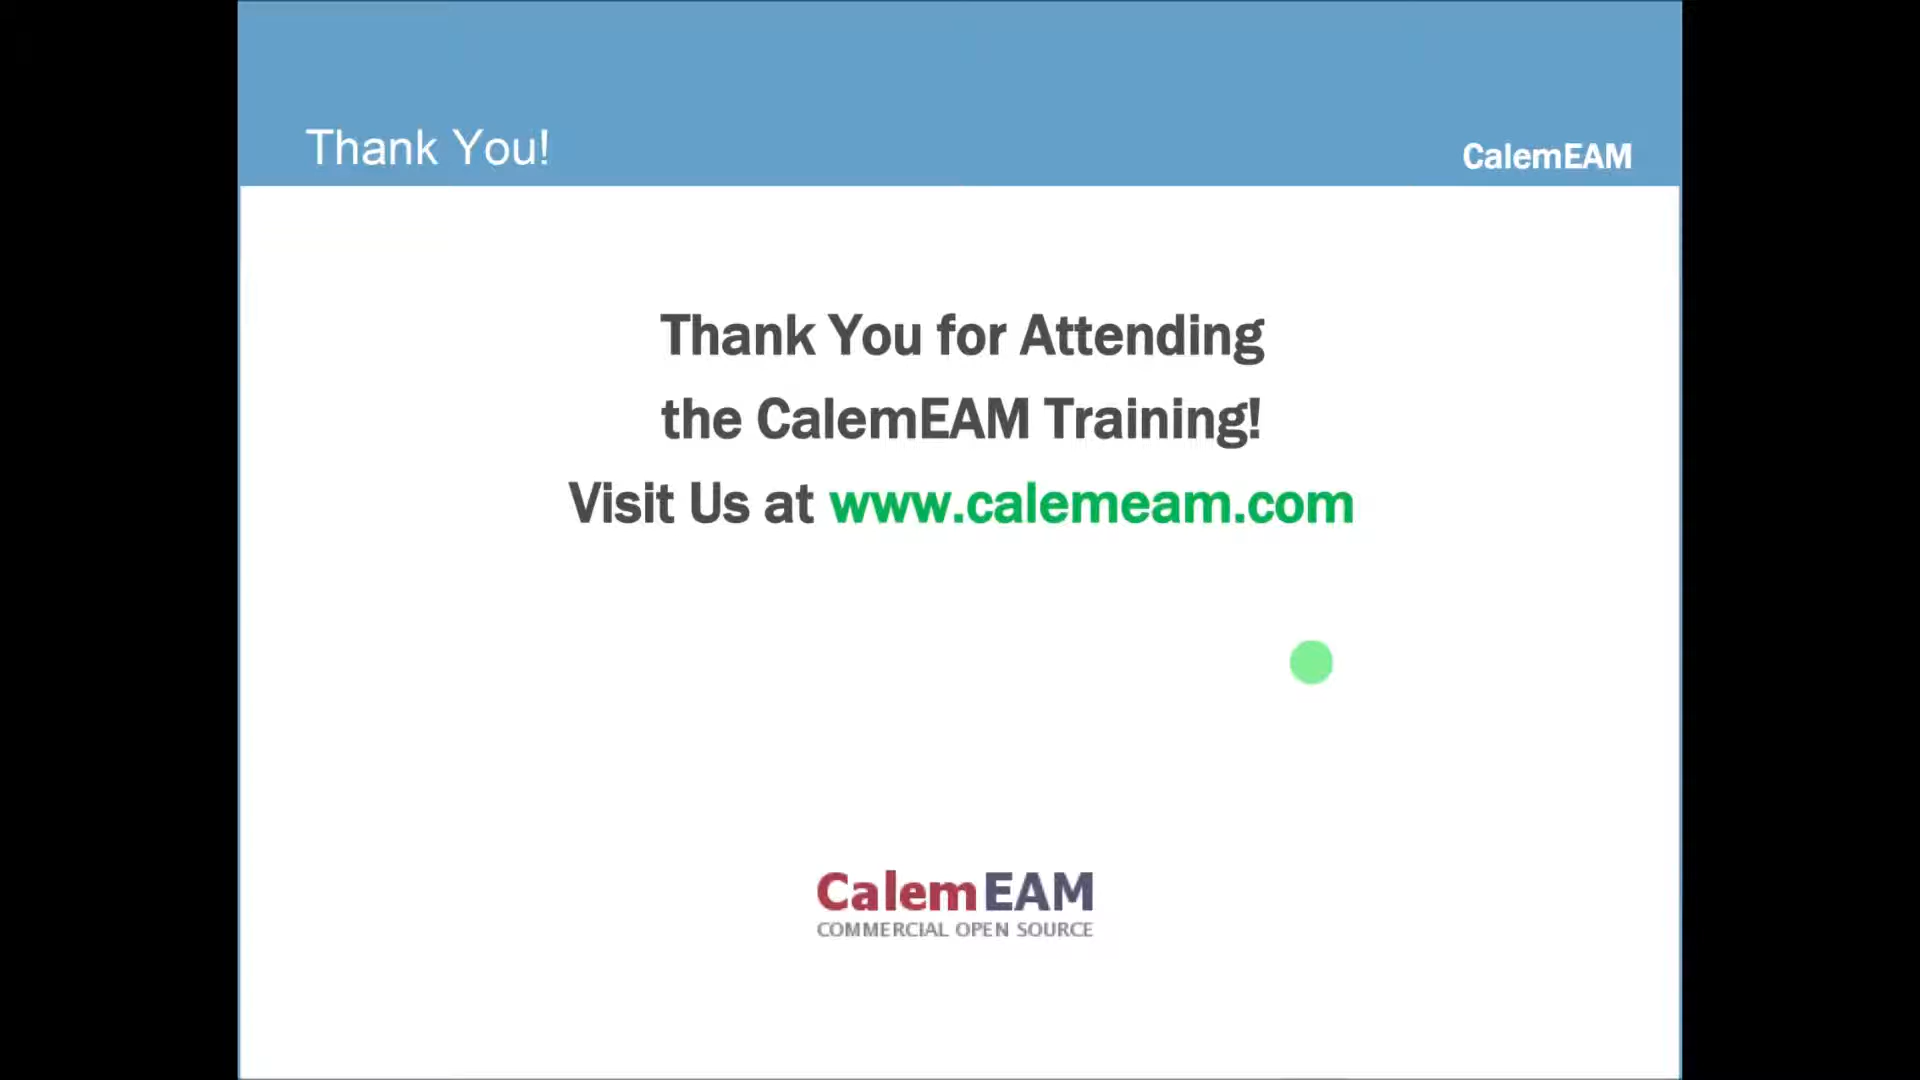 Thank You!
CalemEAM
Thank You for Attending
the CalemEAM Training!
Visit Us at www.calemeam.com
CalemEAM
COMMERCIAL OPEN SOURCE